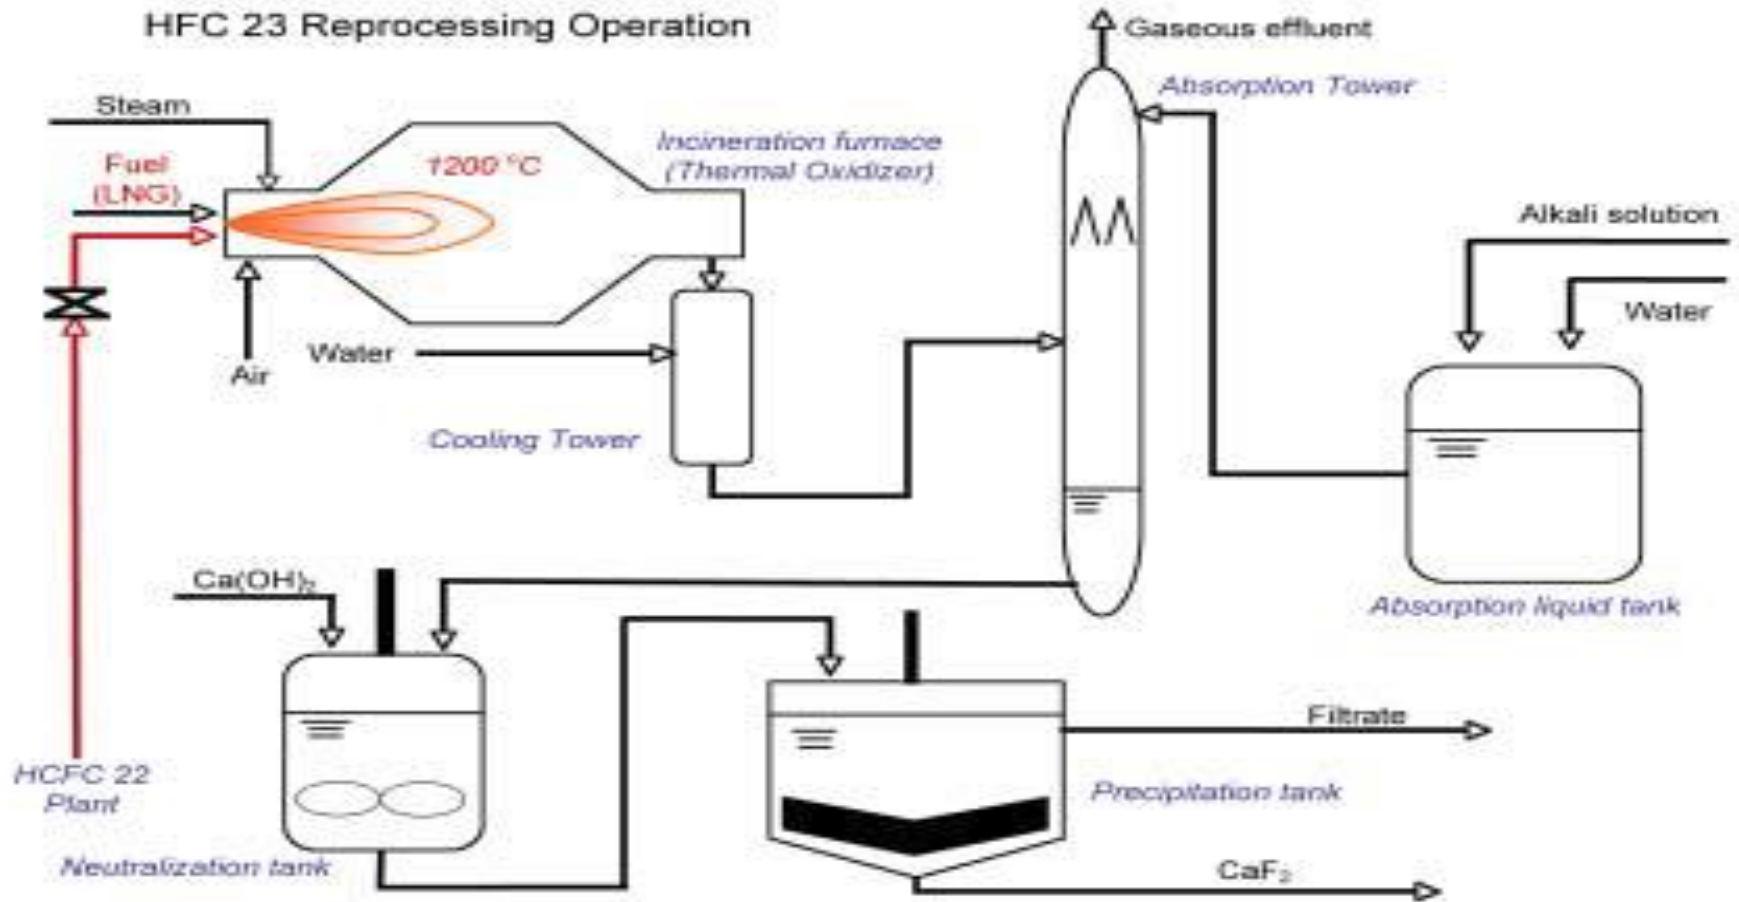 HFC 23 Reprocessing Operation
Gaseous effluent
Absorption Tower
Steam
Incineration furnace
(Thermal Oxidizer)
Fuel
(LNG)
1200 °C
Alkali solution
Water
Air
Water
Cooling Tower
Ca(OH)₂
Absorption liquid tank
Filtrate
HCFC 22
Plant
Precipitation tank
Neutralization tank
CaF₂